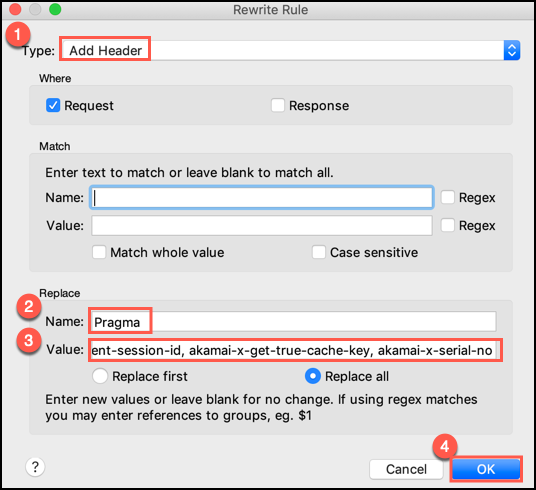 Rewrite Rule
1
Type: Add Header
Where
Request Response
Match
Enter text to match or leave blank to match all.
Name: Regex
Value: Regex
Match whole value Case sensitive
Replace
2
Name: Pragma
3
Value: ent-session-id, akamai-x-get-true-cache-key, akamai-x-serial-no
Replace first Replace all
Enter new values or leave blank for no change. If using regex matches
you may enter references to groups, eg. $1
4
? Cancel OK